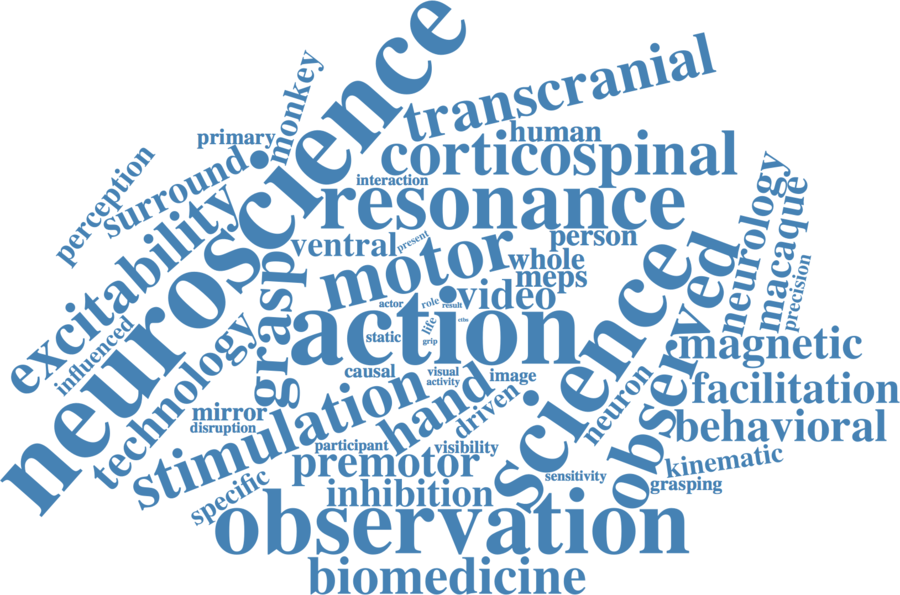 neuroscience
transcranial
monkey
human
primary
corticospinal
perception
surround
interaction
resonance
excitability
neurology
macaque
ventral
present
person
motor
whole
meps
video
precision
grasp
observed
science
actor
role
result
action
life
ctbs
static
grip
influenced
technology
magnetic
causal
visual
activity
image
facilitation
stimulation
hand
driven
neuron
mirror
disruption
behavioral
participant
visibility
premotor
kinematic
specific
sensitivity
grasping
inhibition
observation
biomedicine